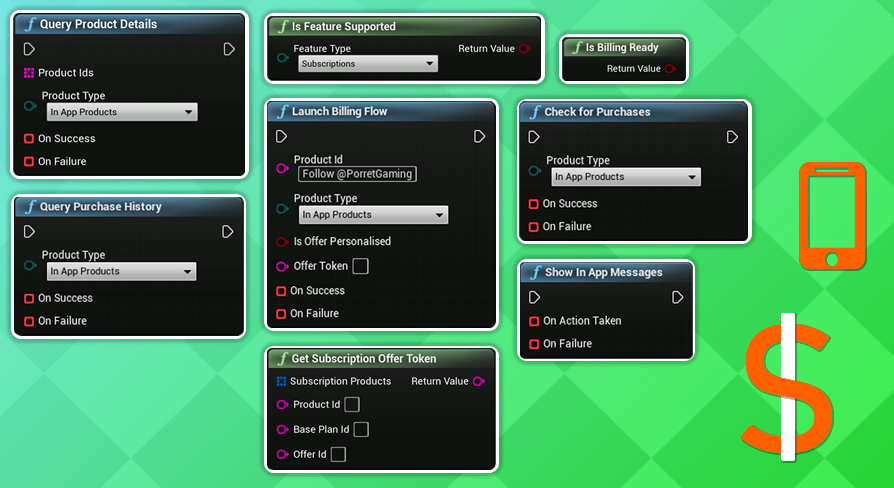 Query Product Details
Product Ids
Product Type
In App Products
On Success
On Failure
Query Purchase History
Product Type
In App Products
On Success
On Failure
Is Feature Supported
Feature Type
Return Value
Subscriptions
Is Billing Ready
Return Value
Launch Billing Flow
Product Id
Follow @PorretGaming
Product Type
In App Products
Is Offer Personalised
Offer Token
On Success
On Failure
Check for Purchases
Product Type
In App Products
On Success
On Failure
Show In App Messages
On Action Taken
On Failure
Get Subscription Offer Token
Subscription Products
Return Value
Product Id
Base Plan Id
Offer Id
$